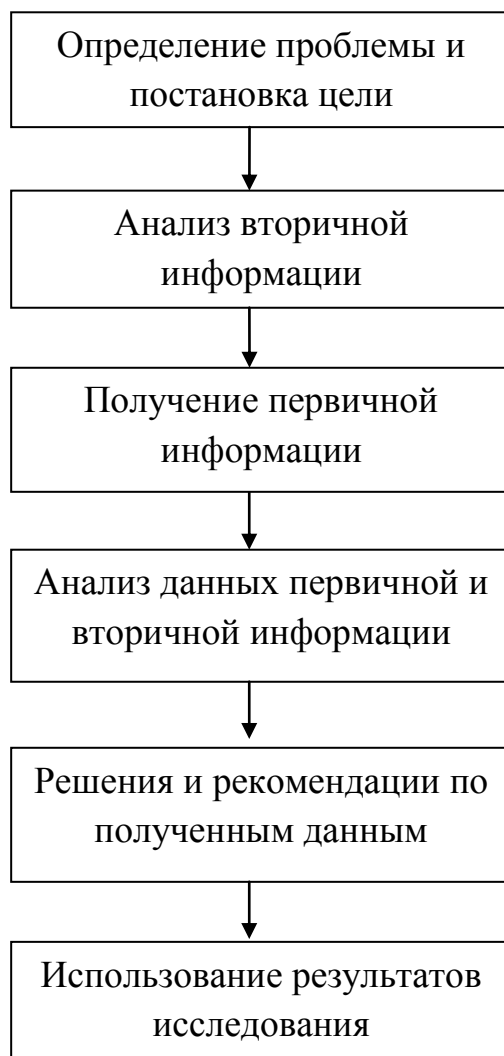 Определение проблемы и
постановка цели
Анализ вторичной
информации
Получение первичной
информации
Анализ данных первичной и
вторичной информации
Решения и рекомендации по
полученным данным
Использование результатов
исследования